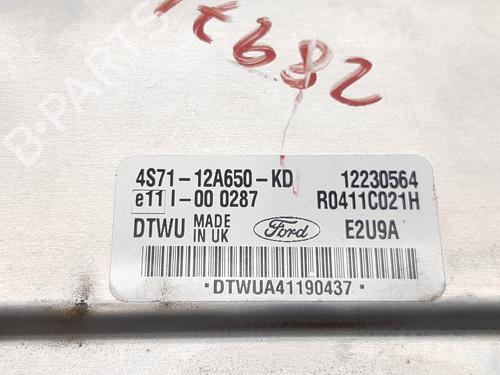 B-PARTS
4S71-12A650-KD 12230564
e11 I-00 0287 R0411C021H
DTWU MADE IN UK Ford E2U9A
·DTWUA41190437·